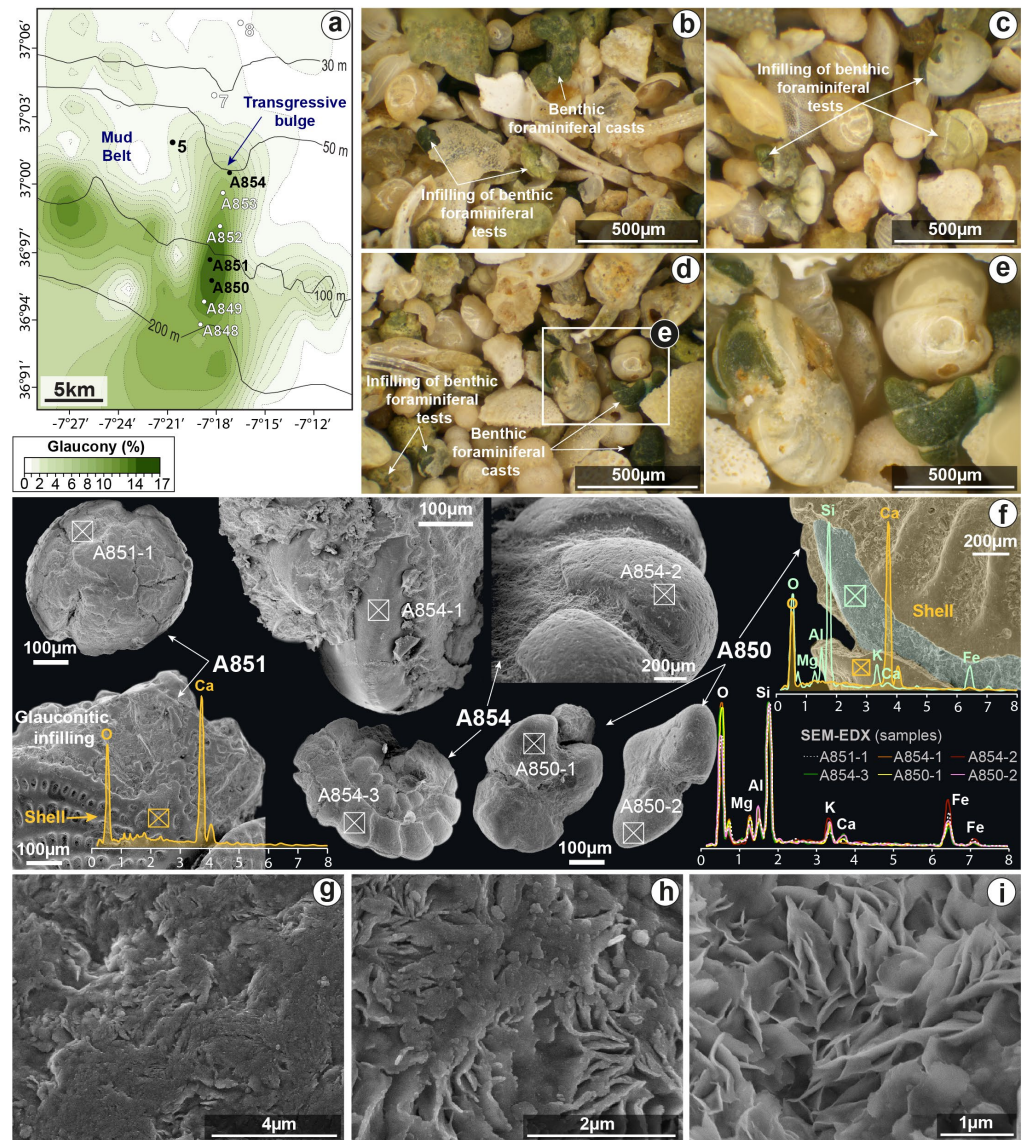 a
37°06′
37°03′
37°00′
36°97′
36°94′
36°91′
-7°27′
-7°24′
-7°21′
-7°18′
-7°15′
-7°12′
8
30 m
7
Transgressive
bulge
Mud
Belt
5
50 m
A854
A853
A852
A851
A850
100 m
A849
A848
200 m
5km
Glaucony (%)
0 2 4 6 8 10 14 17
b
Benthic
foraminiferal casts
Infilling of benthic
foraminiferal
tests
500µm
c
Infilling of benthic
foraminiferal
tests
500µm
d
e
Infilling of benthic
foraminiferal
tests
Benthic
foraminiferal
casts
500µm
e
500µm
f
A851-1
100µm
A851
100µm
A854-1
A854-2
200µm
A854
A850
Si
Ca
200µm
O
O
Al
Mg
K
Ca
Fe
Shell
0 1 2 3 4 5 6 7 8
Glauconitic
infilling
O
Ca
Shell
100µm
0 2 4 6 8
A854-3
A850-1
A850-2
100µm
O
Si
SEM-EDX (samples)
A851-1
A854-1
A854-2
A854-3
A850-1
A850-2
Mg
Al
K
Ca
Fe
Fe
0 1 2 3 4 5 6 7 8
g
4µm
h
2µm
i
1µm